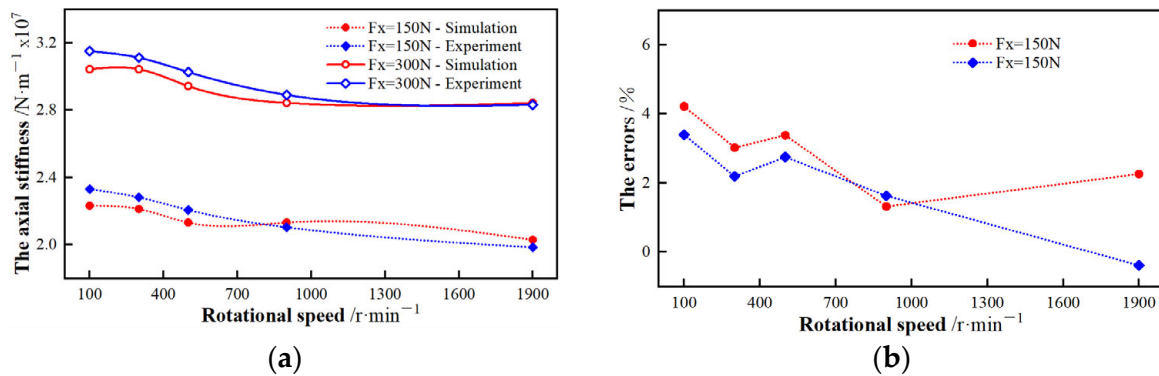 Fx=150N - Simulation
Fx=150N - Experiment
Fx=300N - Simulation
Fx=300N - Experiment
The axial stiffness /N·m⁻¹ x10⁷
3.2
2.8
2.4
2.0
100 400 700 1000 1300 1600 1900
Rotational speed /r·min⁻¹
(a)
Fx=150N
Fx=150N
The errors / %
6
4
2
0
100 400 700 1000 1300 1600 1900
Rotational speed /r·min⁻¹
(b)